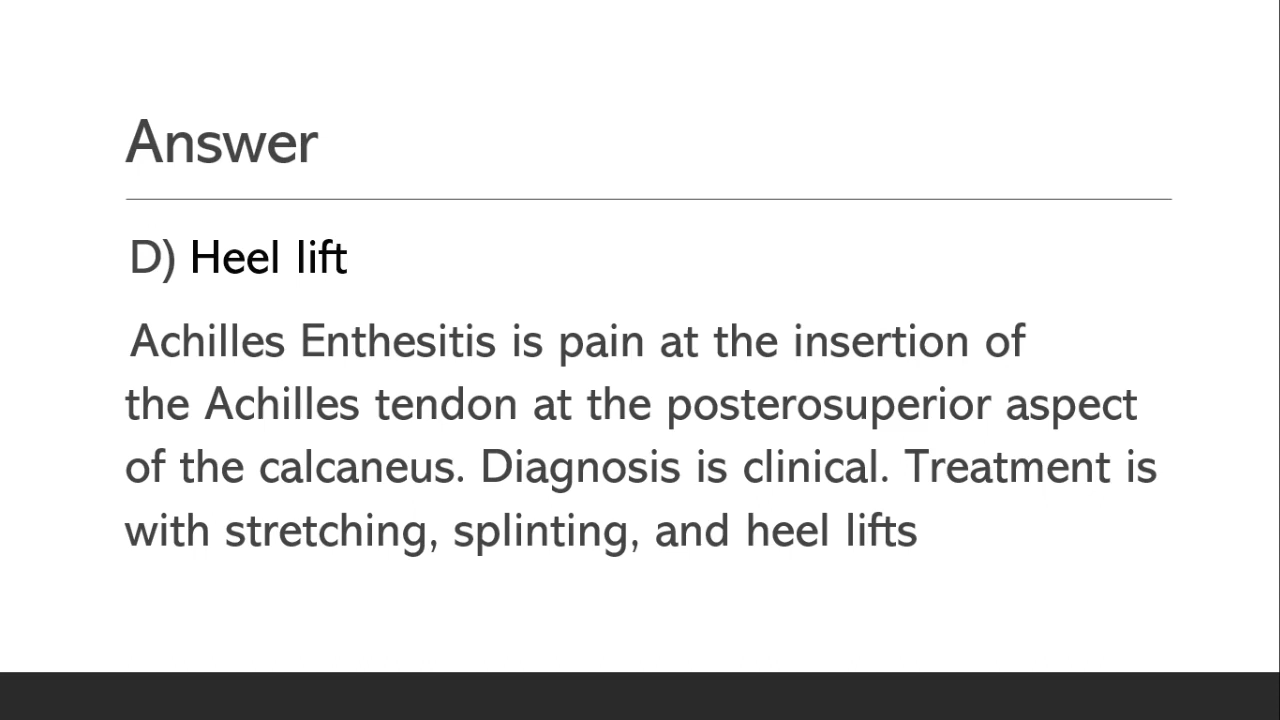 Answer
D) Heel lift
Achilles Enthesitis is pain at the insertion of
the Achilles tendon at the posterosuperior aspect
of the calcaneus. Diagnosis is clinical. Treatment is
with stretching, splinting, and heel lifts